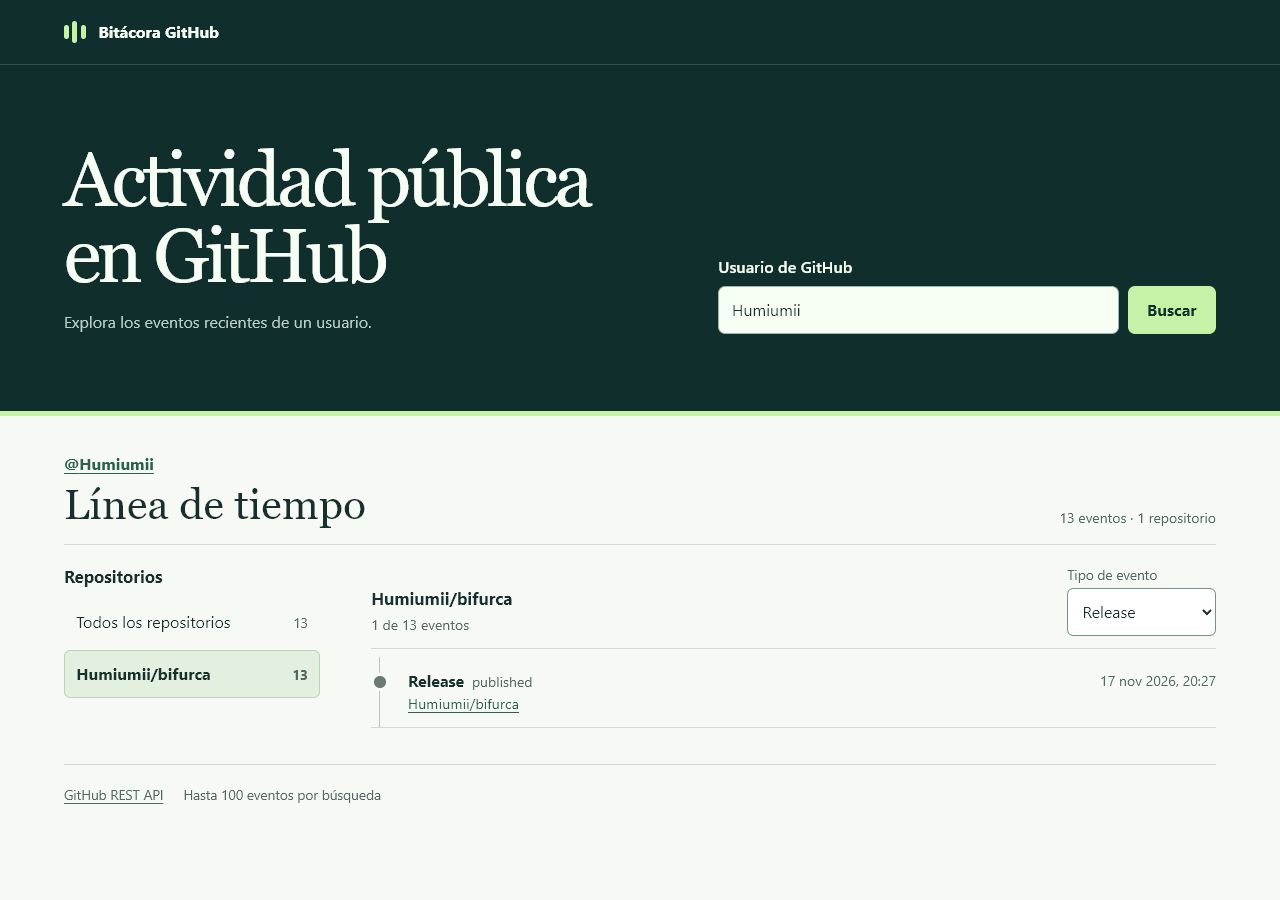 Bitácora GitHub
Actividad pública
en GitHub
Explora los eventos recientes de un usuario.
Usuario de GitHub
Humiumii
Buscar
@Humiumii
Línea de tiempo
13 eventos · 1 repositorio
Repositorios
Todos los repositorios 13
Humiumii/bifurca 13
Humiumii/bifurca
1 de 13 eventos
Tipo de evento
Release
Release published
17 nov 2026, 20:27
Humiumii/bifurca
GitHub REST API
Hasta 100 eventos por búsqueda